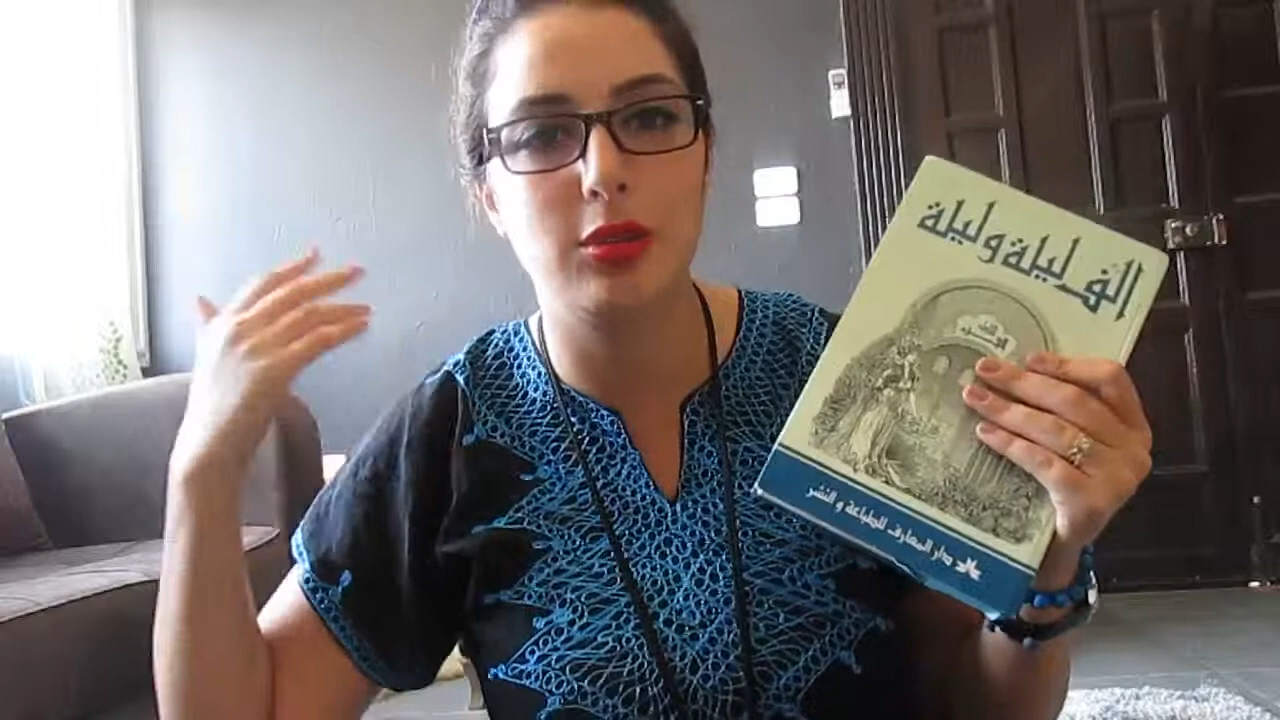 ألف ليلة وليلة
دار المعارف للطباعة و النشر